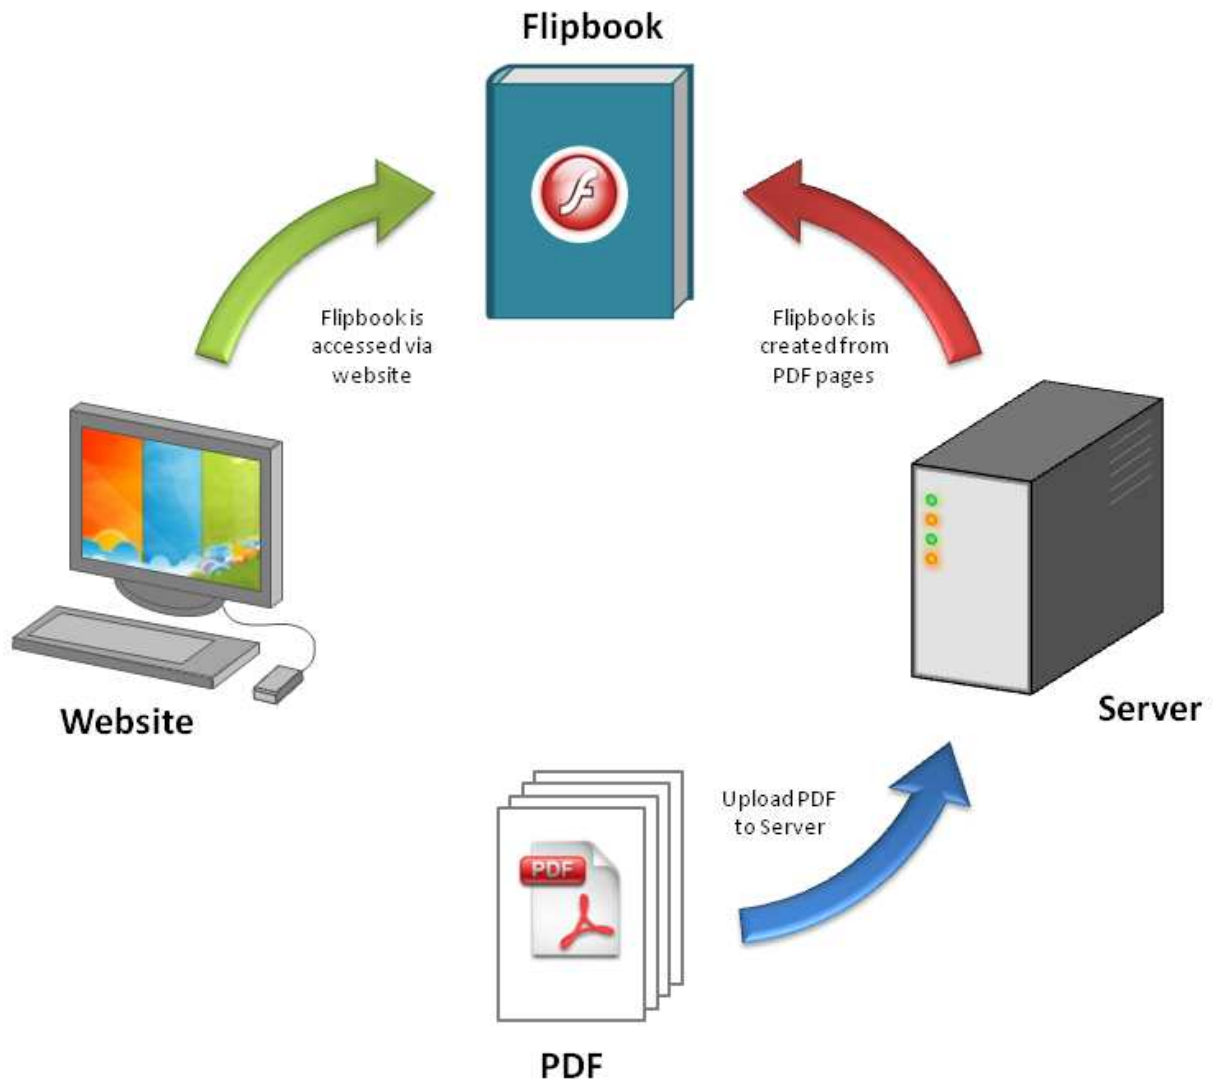 Flipbook
Flipbook is
accessed via
website
Flipbook is
created from
PDF pages
Website
Server
Upload PDF
to Server
PDF
PDF